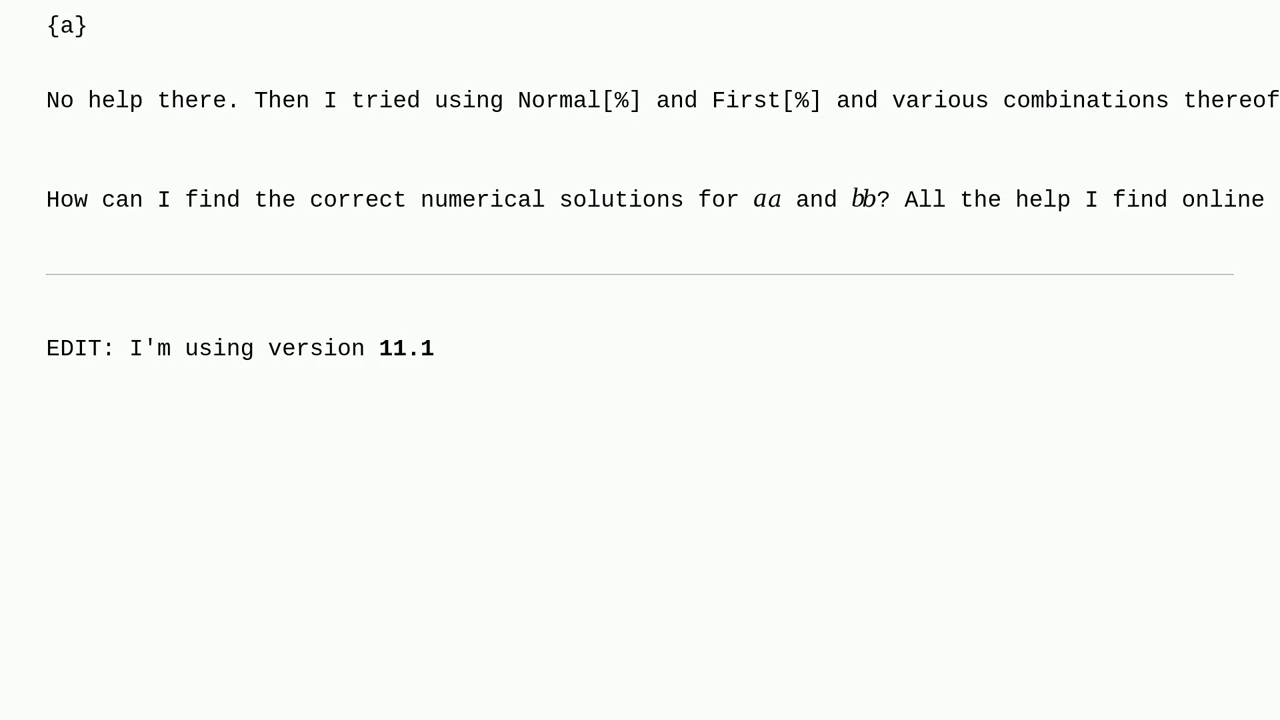 {a}
No help there. Then I tried using Normal[%] and First[%] and various combinations thereof
How can I find the correct numerical solutions for aa and bb? All the help I find online
EDIT: I'm using version 11.1